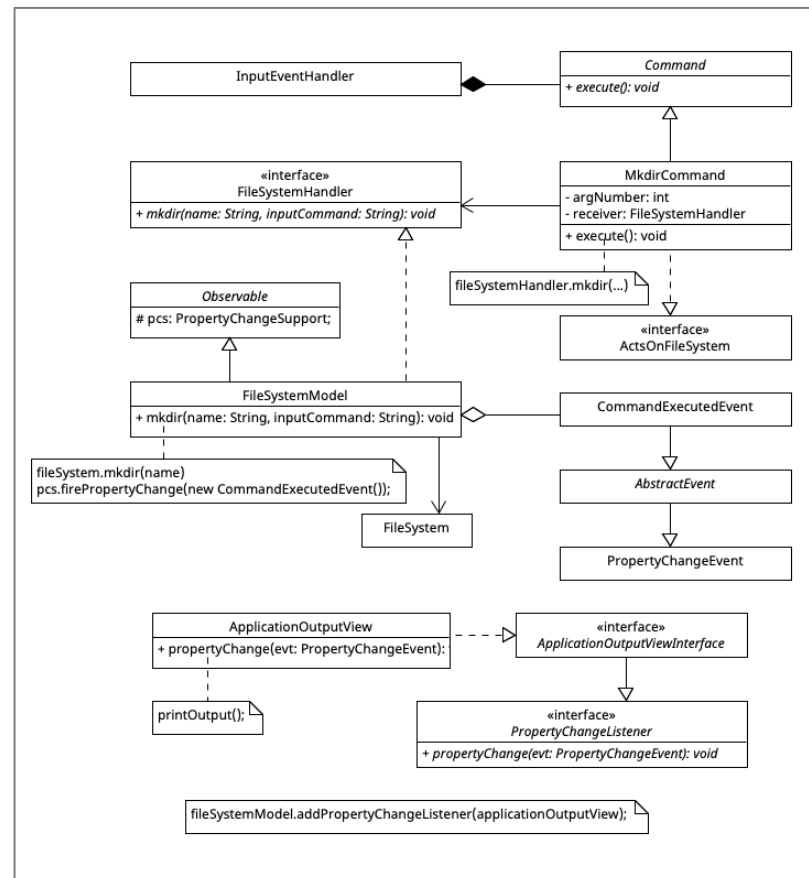 InputEventHandler
Command
+ execute(): void
«interface»
FileSystemHandler
+ mkdir(name: String, inputCommand: String): void
MkdirCommand
- argNumber: int
- receiver: FileSystemHandler
+ execute(): void
fileSystemHandler.mkdir(...)
Observable
# pcs: PropertyChangeSupport;
«interface»
ActsOnFileSystem
FileSystemModel
+ mkdir(name: String, inputCommand: String): void
CommandExecutedEvent
fileSystem.mkdir(name)
pcs.firePropertyChange(new CommandExecutedEvent());
AbstractEvent
FileSystem
PropertyChangeEvent
ApplicationOutputView
+ propertyChange(evt: PropertyChangeEvent):
«interface»
ApplicationOutputViewInterface
printOutput();
«interface»
PropertyChangeListener
+ propertyChange(evt: PropertyChangeEvent): void
fileSystemModel.addPropertyChangeListener(applicationOutputView);